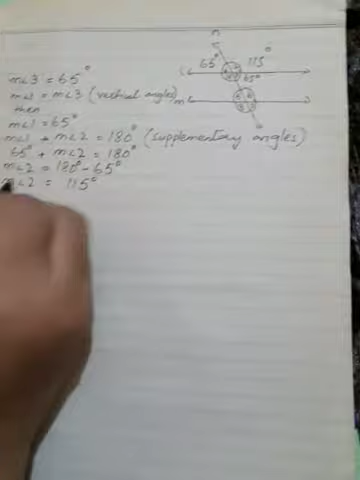 n
65° 115°
65°
m
m∠3 = 65°
m∠1 = m∠3 (vertical angles)
then
m∠1 = 65°
m∠1 + m∠2 = 180° (supplementary angles)
65° + m∠2 = 180°
m∠2 = 180° - 65°
m∠2 = 115°